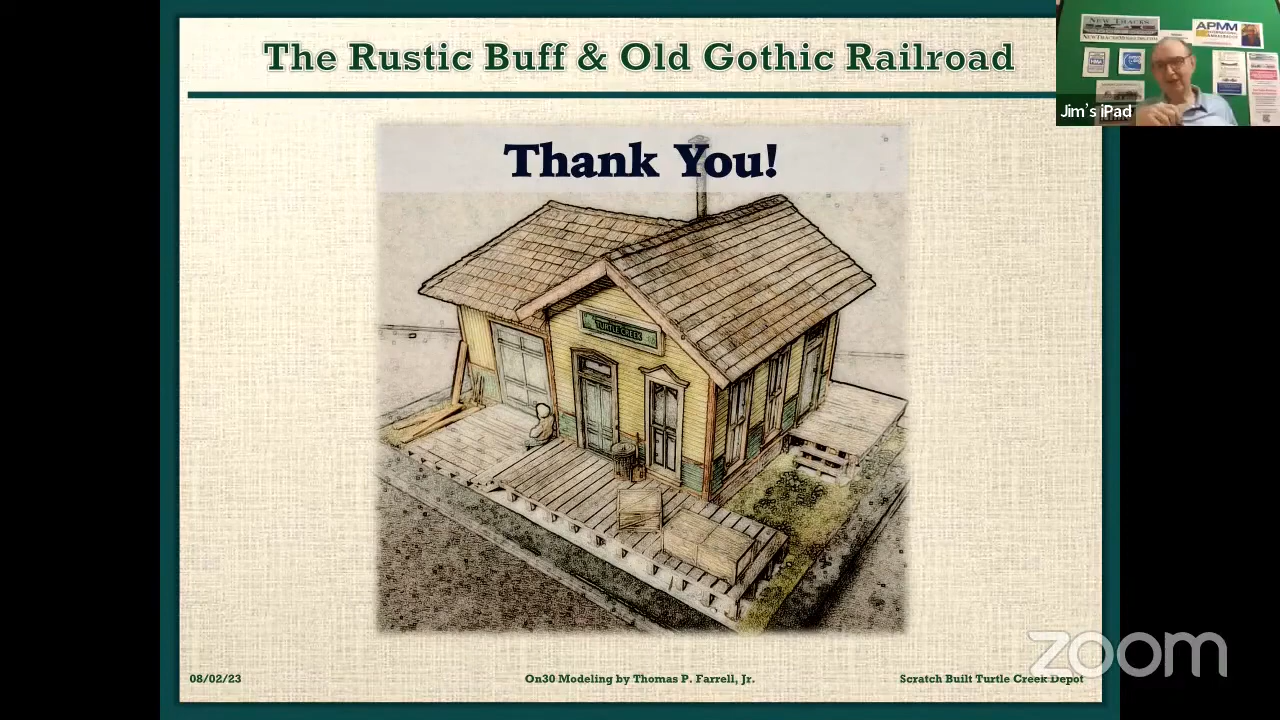 The Rustic Buff & Old Gothic Railroad
Thank You!
TURTLE CREEK
NEW TRACKS
APMM
Jim's iPad
zoom
08/02/23
On30 Modeling by Thomas P. Farrell, Jr.
Scratch Built Turtle Creek Depot